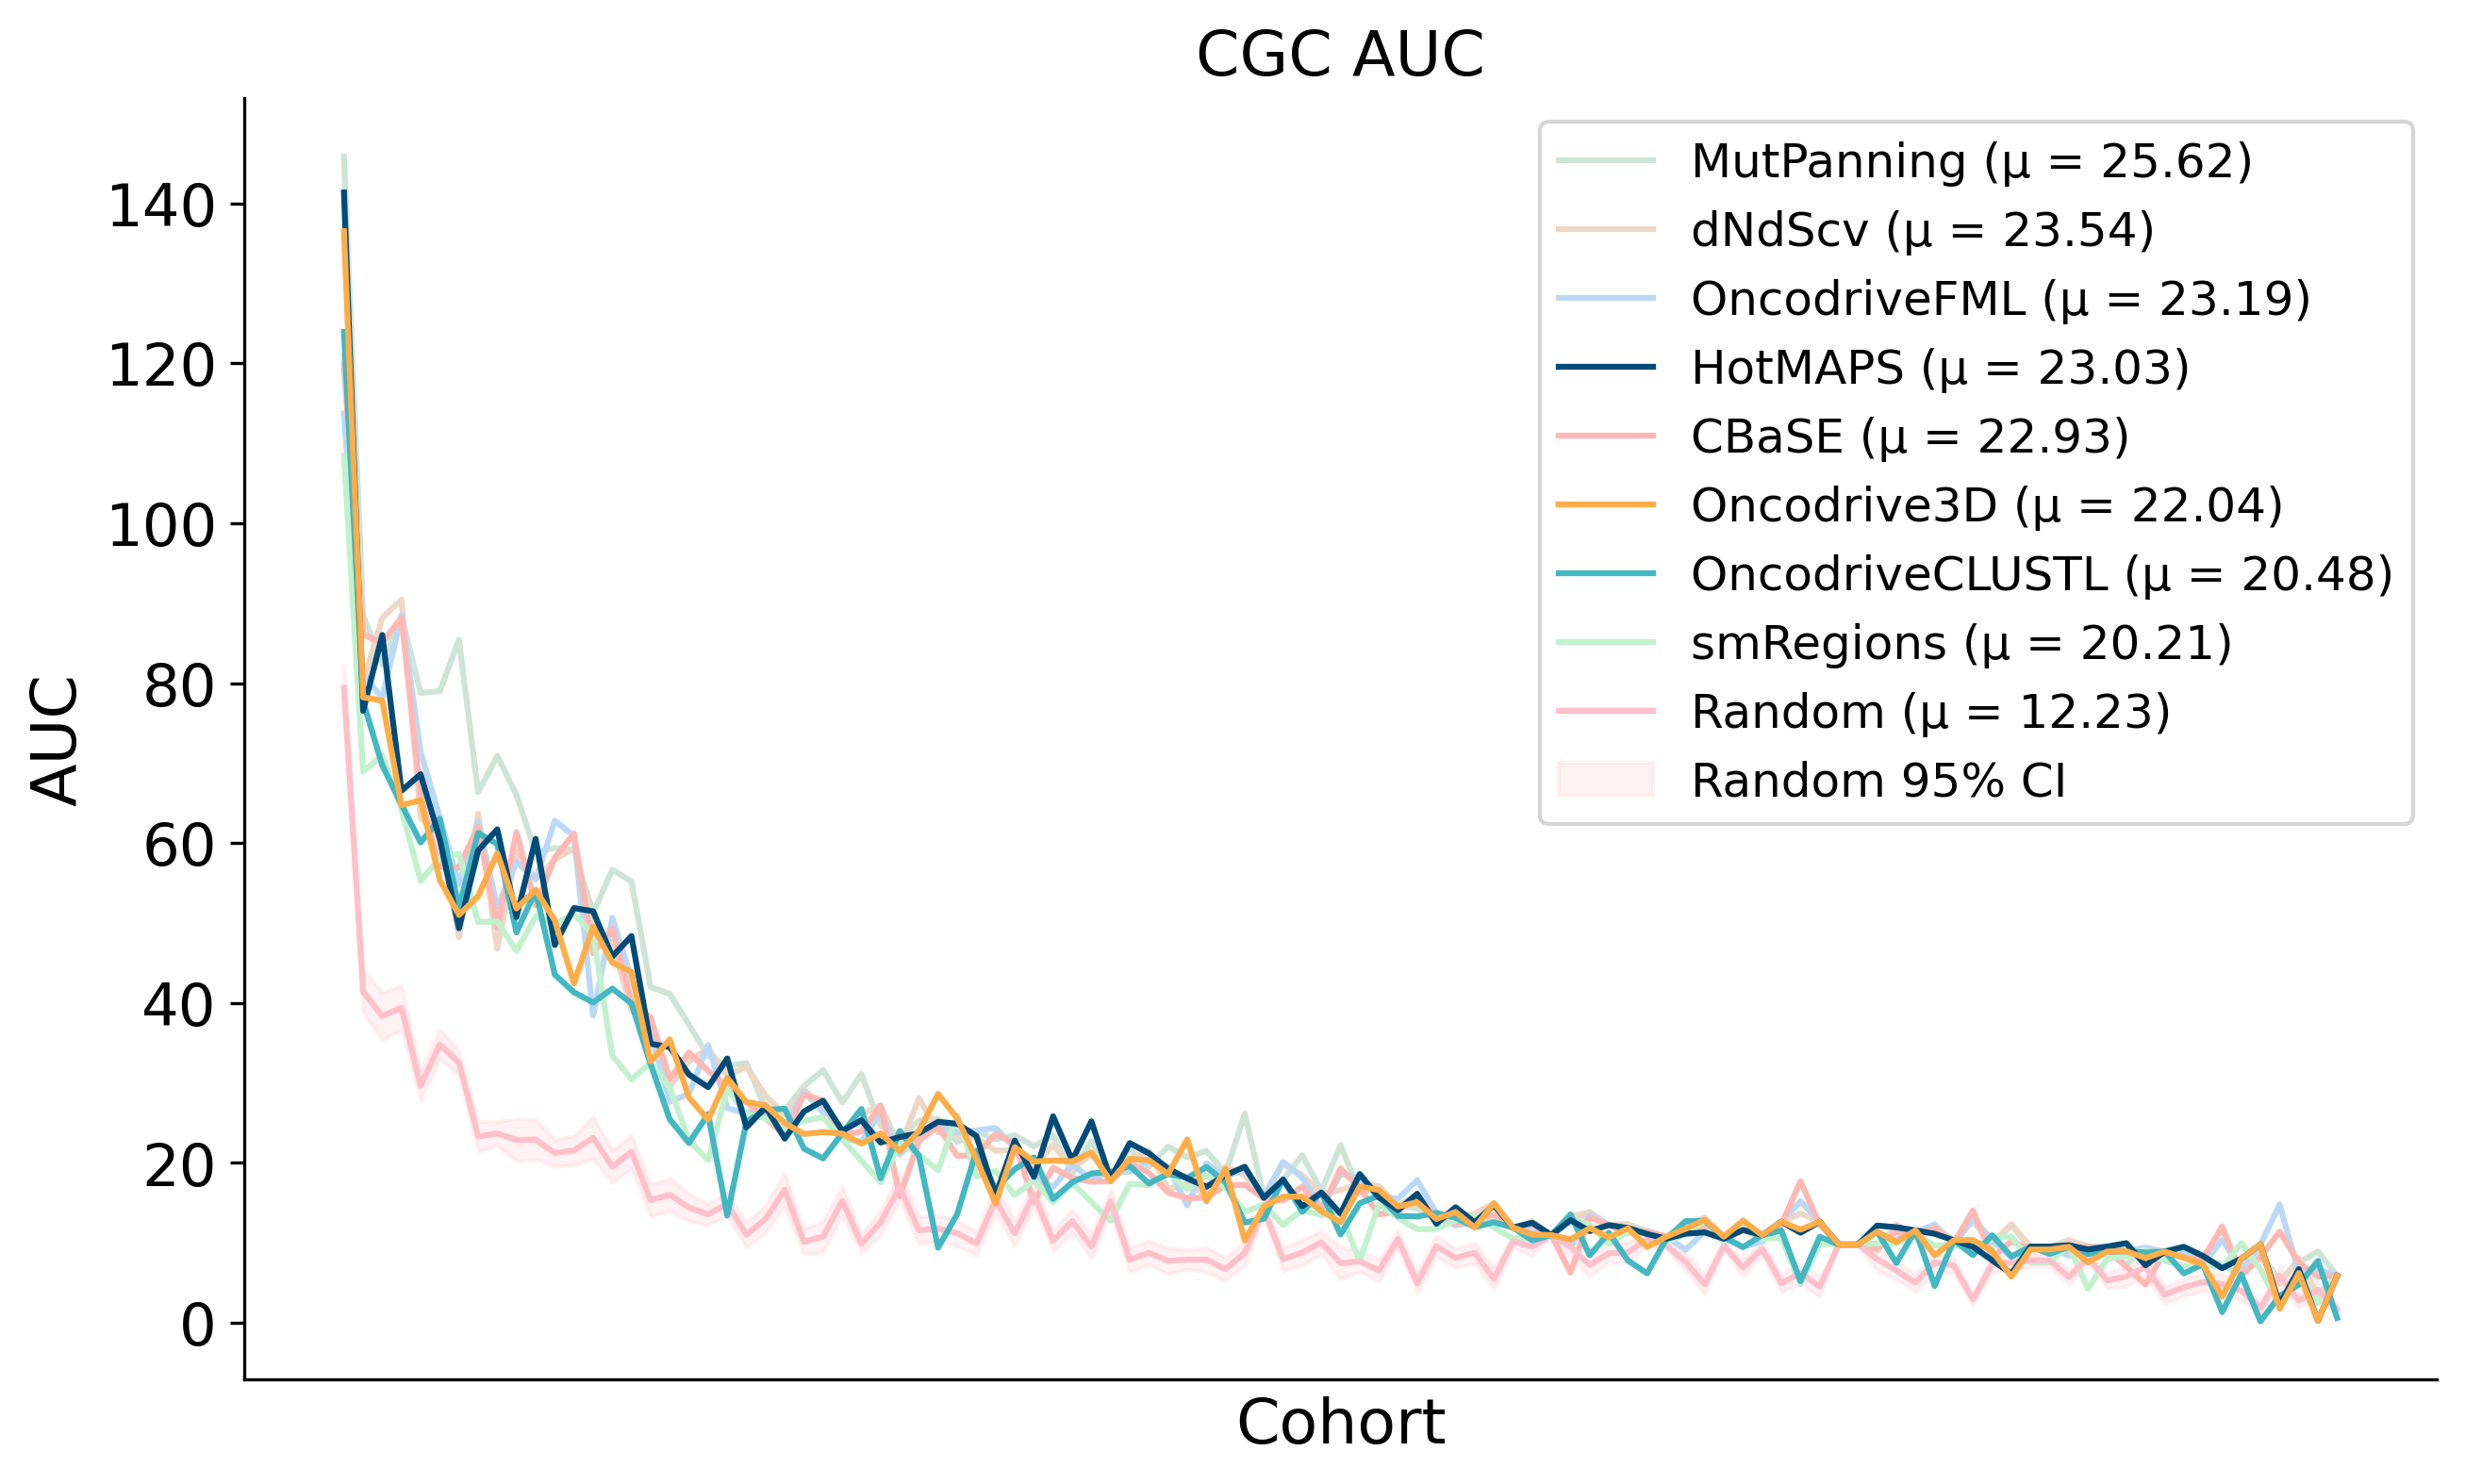 CGC AUC
140
120
100
80
60
40
20
0
AUC
Cohort
MutPanning (μ = 25.62)
dNdScv (μ = 23.54)
OncodriveFML (μ = 23.19)
HotMAPS (μ = 23.03)
CBaSE (μ = 22.93)
Oncodrive3D (μ = 22.04)
OncodriveCLUSTL (μ = 20.48)
smRegions (μ = 20.21)
Random (μ = 12.23)
Random 95% CI